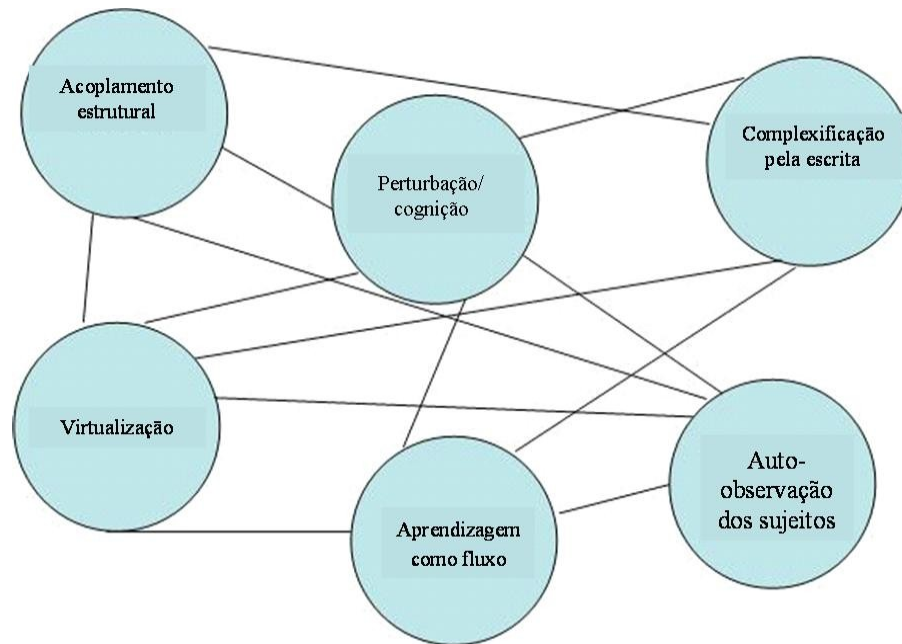 Acoplamento
estrutural
Perturbação/
cognição
Complexificação
pela escrita
Virtualização
Aprendizagem
como fluxo
Auto-
observação
dos sujeitos